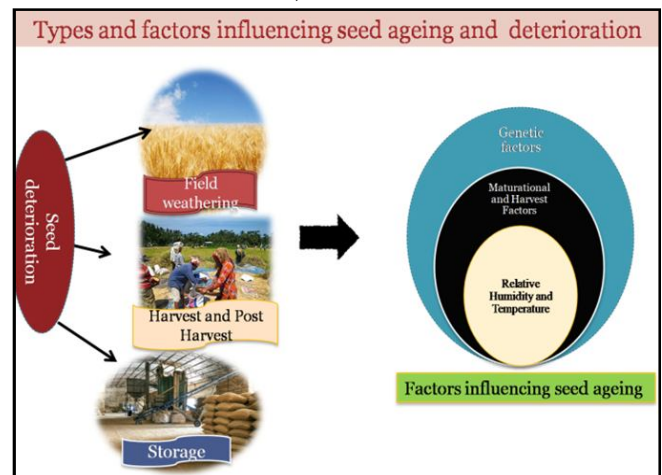 Types and factors influencing seed ageing and deterioration
Seed
deterioration
Field
weathering
Harvest and Post
Harvest
Storage
Genetic
factors
Maturational
and Harvest
Factors
Relative
Humidity and
Temperature
Factors influencing seed ageing